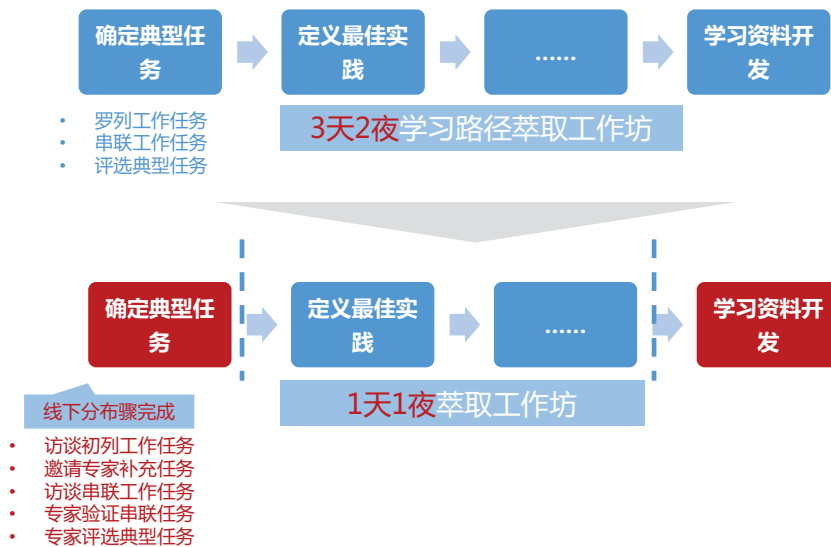 确定典型任
务
定义最佳实
践
......
学习资料开
发
• 罗列工作任务
• 串联工作任务
• 评选典型任务
3天2夜学习路径萃取工作坊
确定典型任
务
定义最佳实
践
......
学习资料开
发
线下分布骤完成
1天1夜萃取工作坊
• 访谈初列工作任务
• 邀请专家补充任务
• 访谈串联工作任务
• 专家验证串联任务
• 专家评选典型任务